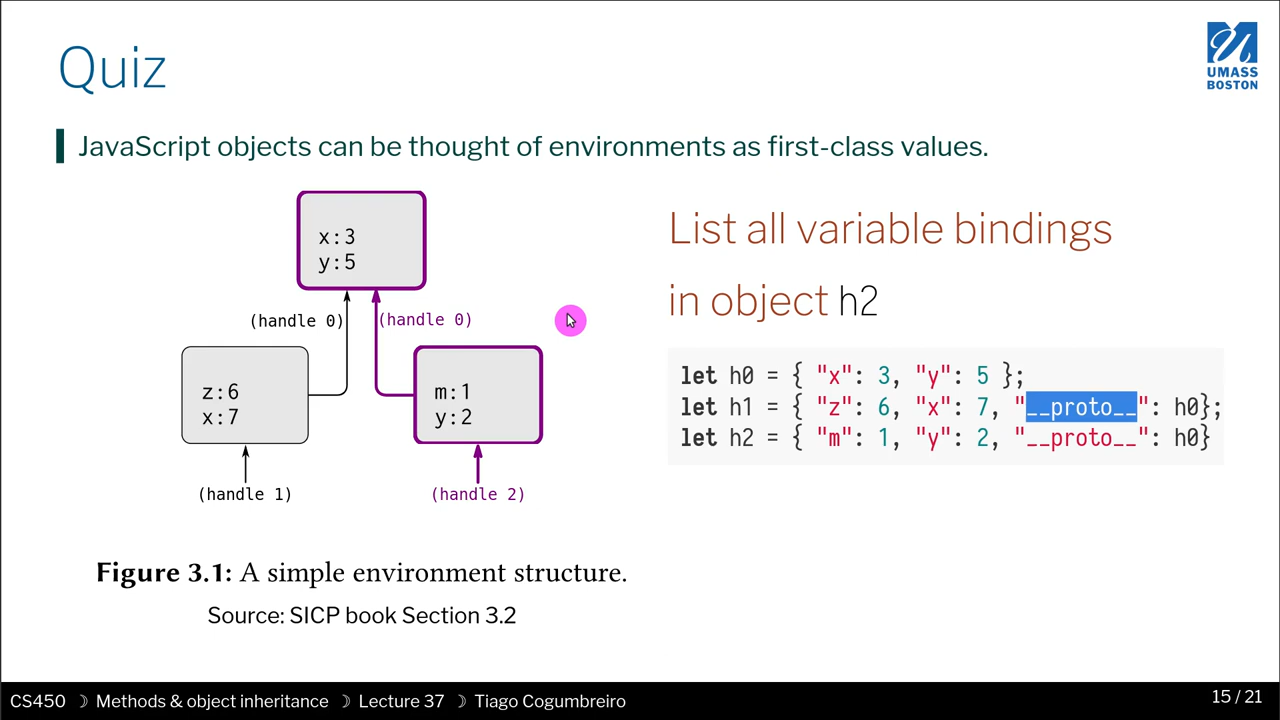 Quiz
UMASS
BOSTON
JavaScript objects can be thought of environments as first-class values.
x:3
y:5
(handle 0)
(handle 0)
z:6
x:7
m:1
y:2
(handle 1)
(handle 2)
Figure 3.1: A simple environment structure.
Source: SICP book Section 3.2
List all variable bindings
in object h2
let h0 = { "x": 3, "y": 5 };
let h1 = { "z": 6, "x": 7, "__proto__": h0};
let h2 = { "m": 1, "y": 2, "__proto__": h0}
CS450 ☽ Methods & object inheritance ☽ Lecture 37 ☽ Tiago Cogumbreiro
15 / 21